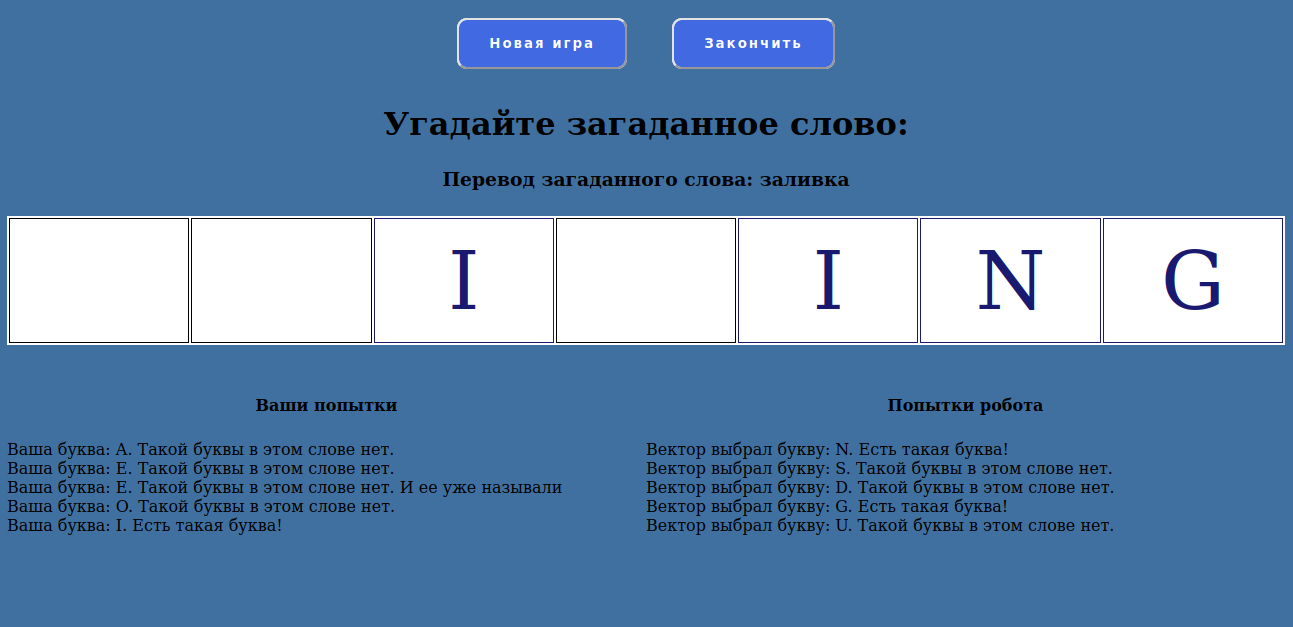 Новая игра
Закончить
Угадайте загаданное слово:
Перевод загаданного слова: заливка
I I N G
Ваши попытки
Ваша буква: A. Такой буквы в этом слове нет.
Ваша буква: E. Такой буквы в этом слове нет.
Ваша буква: E. Такой буквы в этом слове нет. И ее уже называли
Ваша буква: O. Такой буквы в этом слове нет.
Ваша буква: I. Есть такая буква!
Попытки робота
Вектор выбрал букву: N. Есть такая буква!
Вектор выбрал букву: S. Такой буквы в этом слове нет.
Вектор выбрал букву: D. Такой буквы в этом слове нет.
Вектор выбрал букву: G. Есть такая буква!
Вектор выбрал букву: U. Такой буквы в этом слове нет.